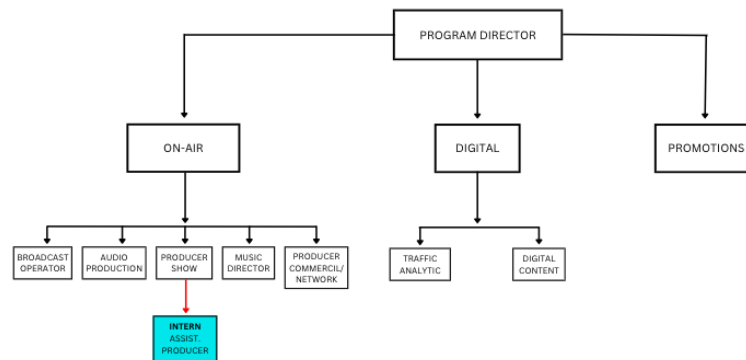 PROGRAM DIRECTOR
ON-AIR
DIGITAL
PROMOTIONS
BROADCAST
OPERATOR
AUDIO
PRODUCTION
PRODUCER
SHOW
MUSIC
DIRECTOR
PRODUCER
COMMERCIL/
NETWORK
TRAFFIC
ANALYTIC
DIGITAL
CONTENT
INTERN
ASSIST.
PRODUCER